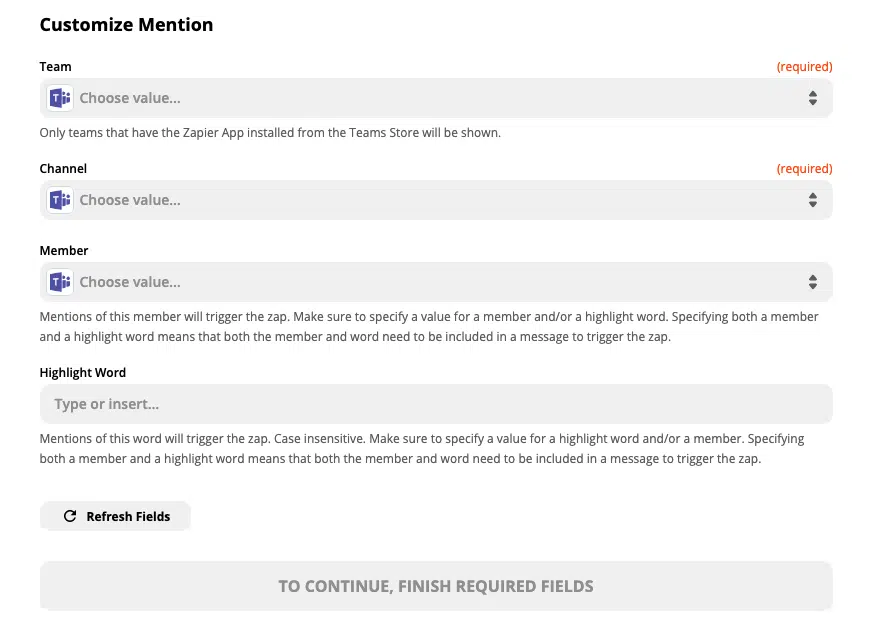 Customize Mention
Team (required)
Choose value...
Only teams that have the Zapier App installed from the Teams Store will be shown.
Channel (required)
Choose value...
Member
Choose value...
Mentions of this member will trigger the zap. Make sure to specify a value for a member and/or a highlight word. Specifying both a member
and a highlight word means that both the member and word need to be included in a message to trigger the zap.
Highlight Word
Type or insert...
Mentions of this word will trigger the zap. Case insensitive. Make sure to specify a value for a highlight word and/or a member. Specifying
both a member and a highlight word means that both the member and word need to be included in a message to trigger the zap.
Refresh Fields
TO CONTINUE, FINISH REQUIRED FIELDS